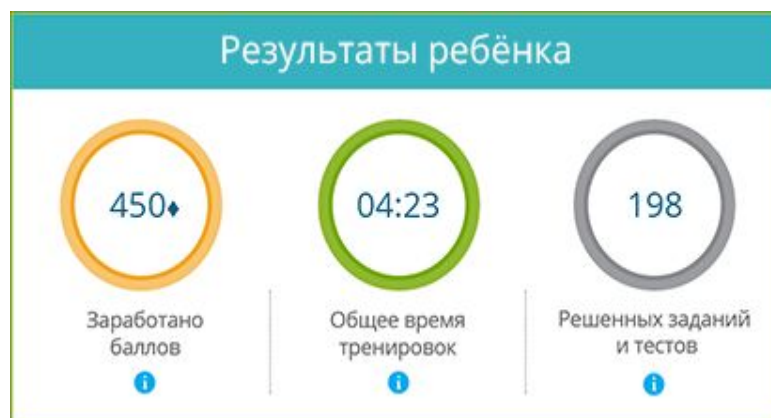 Результаты ребёнка
450♦
04:23
198
Заработано
баллов
Общее время
тренировок
Решенных заданий
и тестов
i
i
i